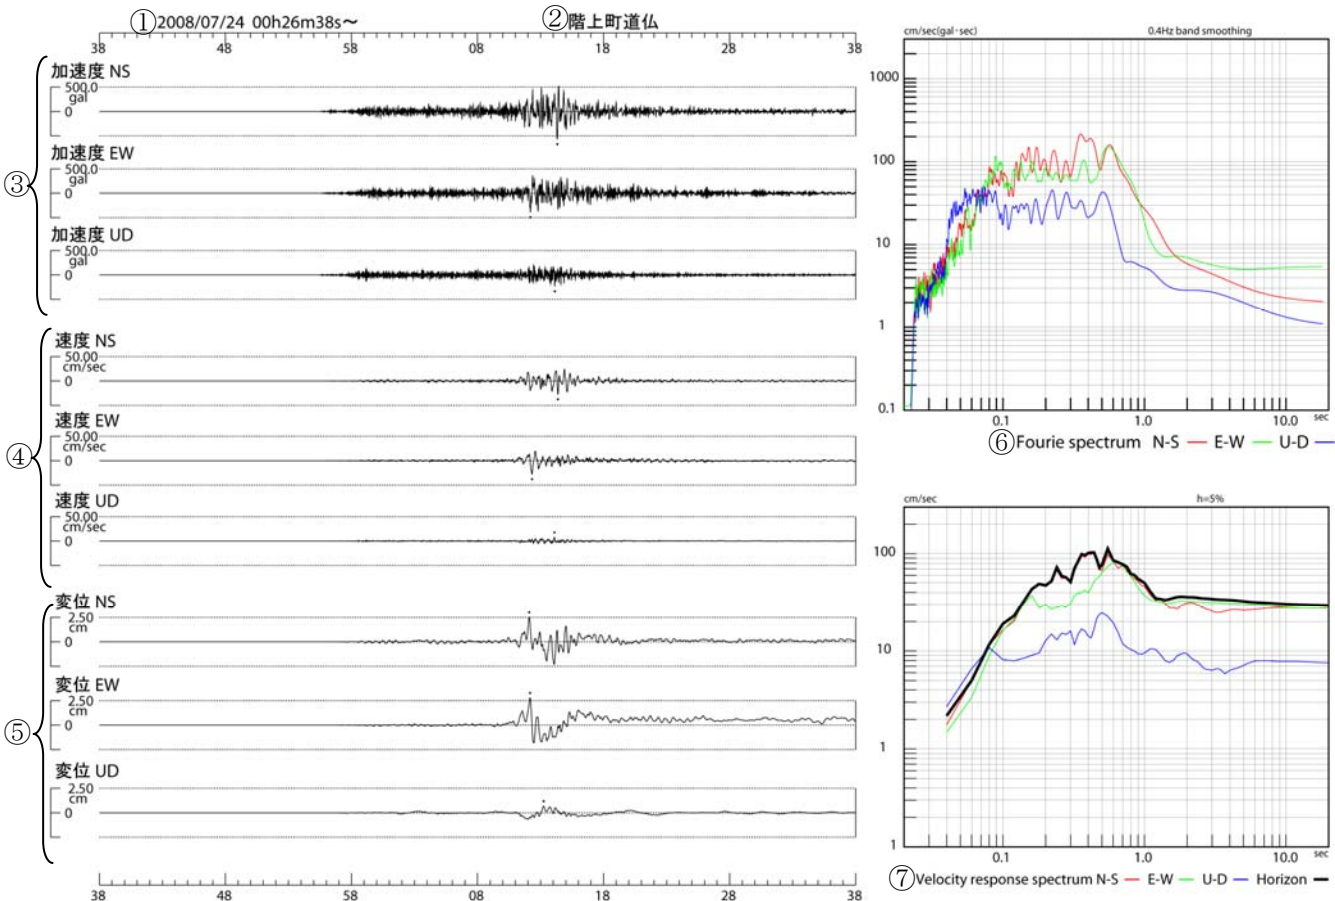 ①2008/07/24 00h26m38s～
②階上町道仏
38 48 58 08 18 28 38
③
加速度 NS
500.0
gal
0
加速度 EW
500.0
gal
0
加速度 UD
500.0
gal
0
④
速度 NS
50.00
cm/sec
0
速度 EW
50.00
cm/sec
0
速度 UD
50.00
cm/sec
0
⑤
変位 NS
2.50
cm
0
変位 EW
2.50
cm
0
変位 UD
2.50
cm
0
38 48 58 08 18 28 38
cm/sec(gal・sec)
0.4Hz band smoothing
1000
100
10
1
0.1
0.1 1.0 10.0 sec
⑥Fourie spectrum N-S E-W U-D
cm/sec
h=5%
100
10
1
0.1 1.0 10.0 sec
⑦Velocity response spectrum N-S E-W U-D Horizon